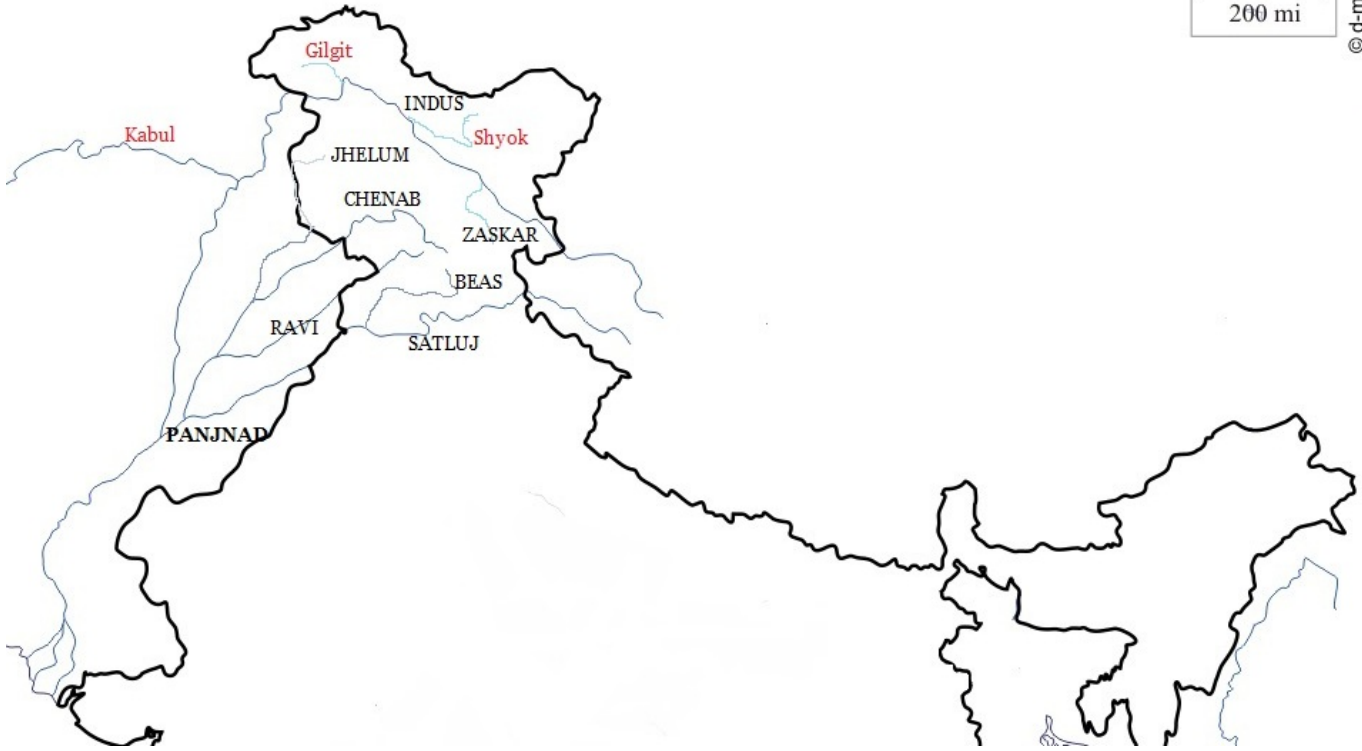 200 mi
© d-m
Gilgit
INDUS
Kabul
Shyok
JHELUM
CHENAB
ZASKAR
BEAS
RAVI
SATLUJ
PANJNAD